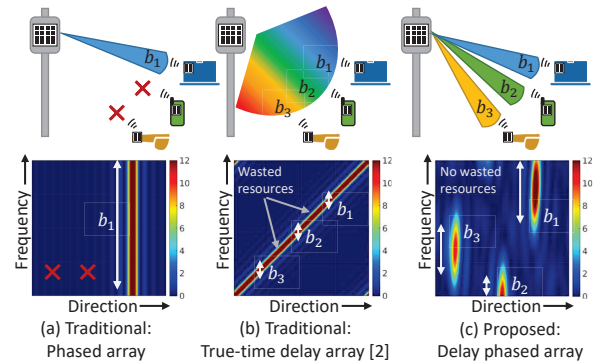 b1
b1
b2
b3
b1
b2
b3
Frequency
b1
12
10
8
6
4
2
0
Direction
Frequency
Wasted
resources
b1
b2
b3
12
10
8
6
4
2
0
Direction
Frequency
No wasted
resources
b3
b1
b2
12
10
8
6
4
2
0
Direction
(a) Traditional:
Phased array
(b) Traditional:
True-time delay array [2]
(c) Proposed:
Delay phased array